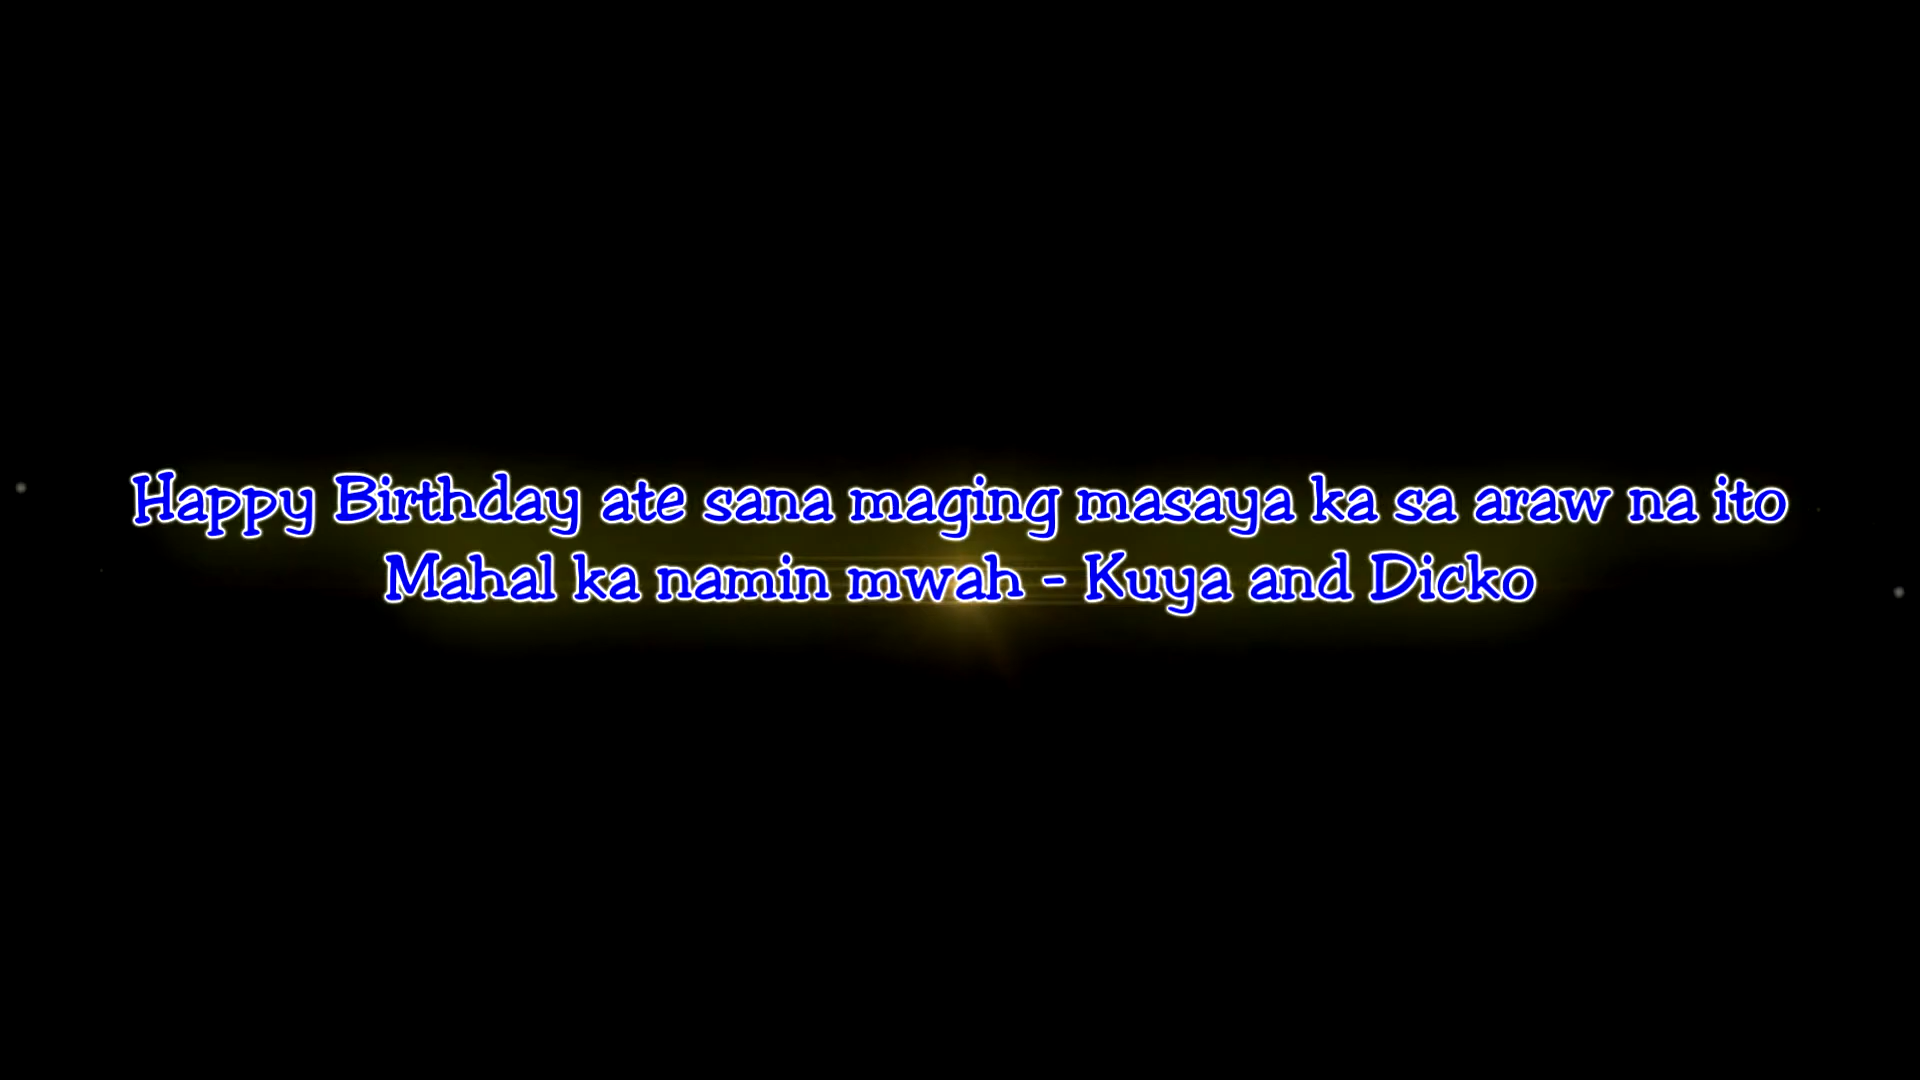 Happy Birthday ate sana maging masaya ka sa araw na ito
Mahal ka namin mwah - Kuya and Dicko